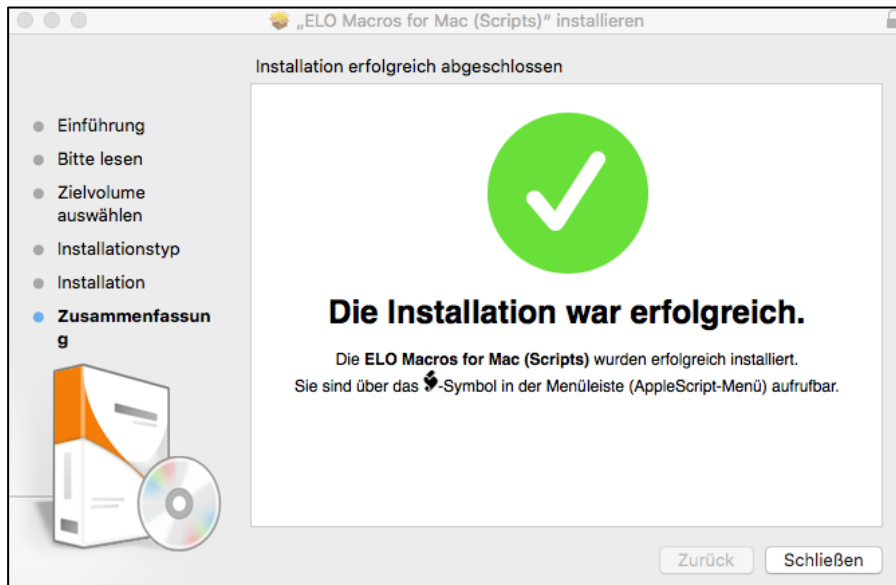 „ELO Macros for Mac (Scripts)“ installieren
Installation erfolgreich abgeschlossen
Einführung
Bitte lesen
Zielvolume
auswählen
Installationstyp
Installation
Zusammenfassun
g
Die Installation war erfolgreich.
Die ELO Macros for Mac (Scripts) wurden erfolgreich installiert.
Sie sind über das -Symbol in der Menüleiste (AppleScript-Menü) aufrufbar.
Zurück
Schließen